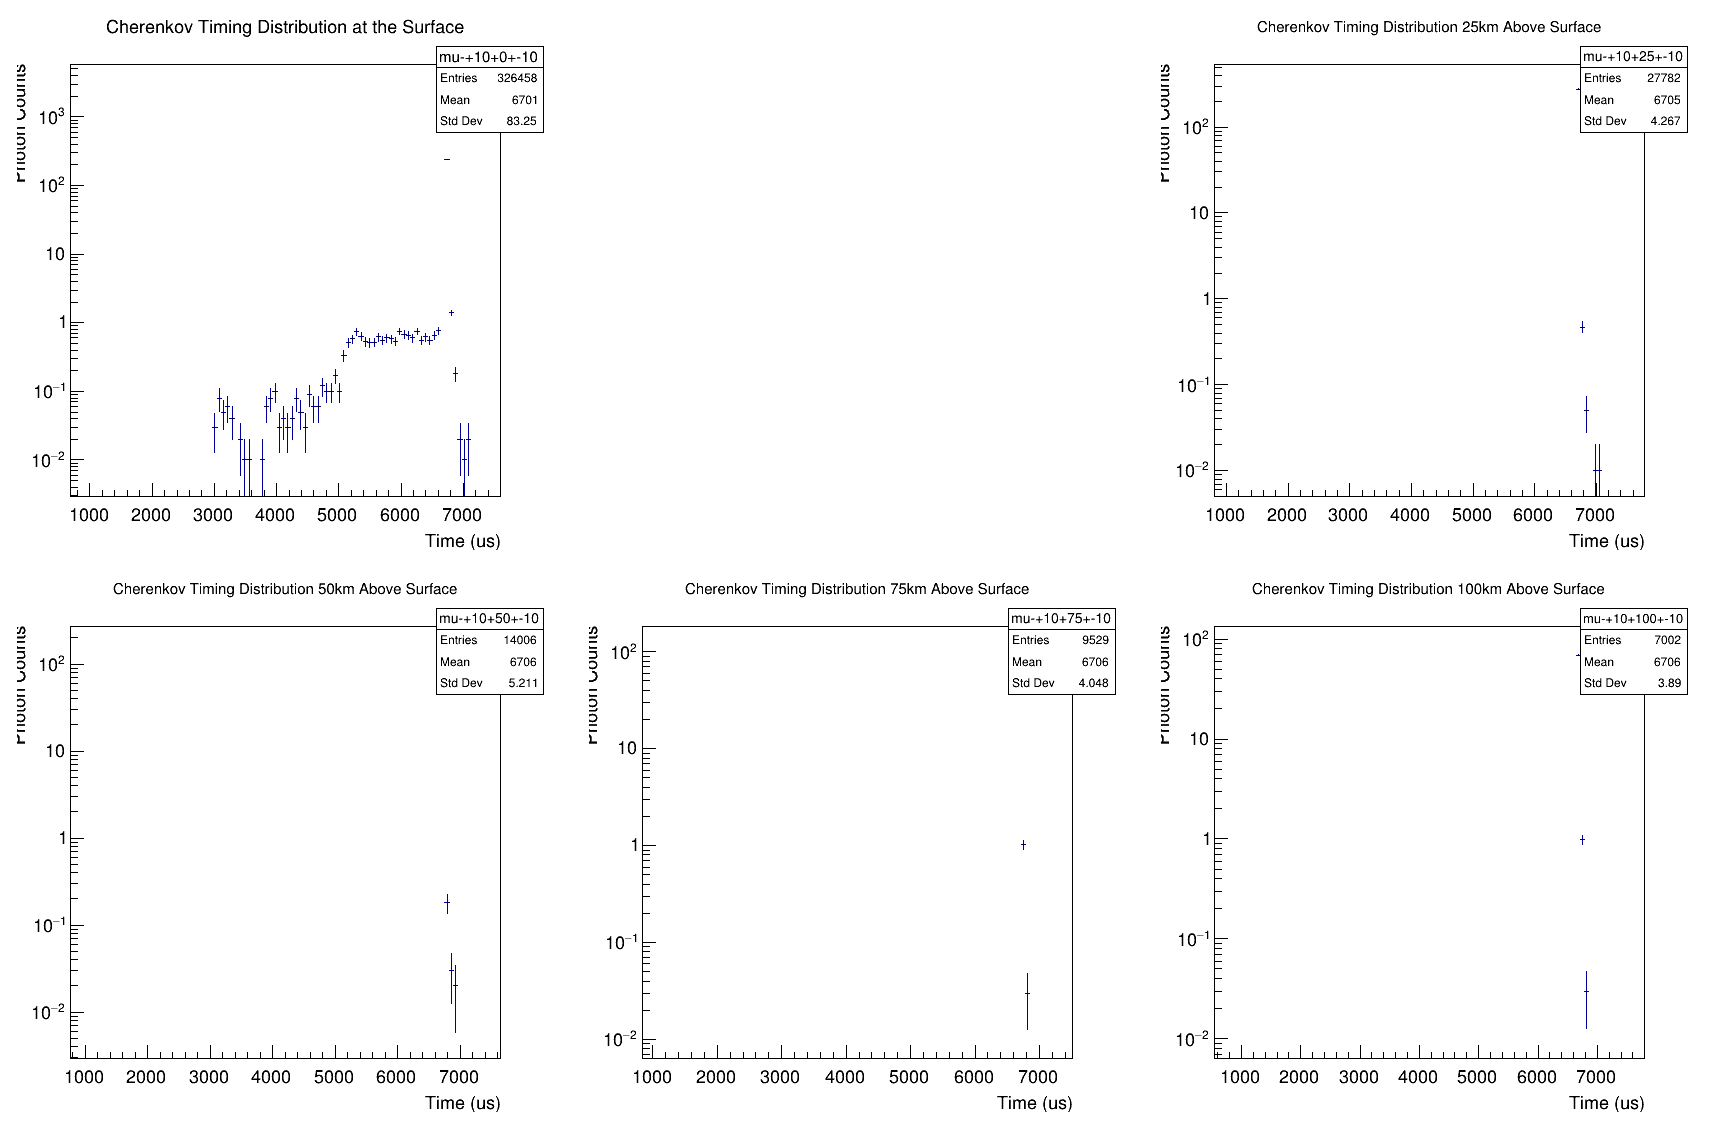 Cherenkov Timing Distribution at the Surface
mu-+10+0+-10
Entries 326458
Mean 6701
Std Dev 83.25
Photon Counts
10³
10²
10
1
10⁻¹
10⁻²
1000 2000 3000 4000 5000 6000 7000
Time (us)
Cherenkov Timing Distribution 25km Above Surface
mu-+10+25+-10
Entries 27782
Mean 6705
Std Dev 4.267
Photon Counts
10²
10
1
10⁻¹
10⁻²
1000 2000 3000 4000 5000 6000 7000
Time (us)
Cherenkov Timing Distribution 50km Above Surface
mu-+10+50+-10
Entries 14006
Mean 6706
Std Dev 5.211
Photon Counts
10²
10
1
10⁻¹
10⁻²
1000 2000 3000 4000 5000 6000 7000
Time (us)
Cherenkov Timing Distribution 75km Above Surface
mu-+10+75+-10
Entries 9529
Mean 6706
Std Dev 4.048
Photon Counts
10²
10
1
10⁻¹
10⁻²
1000 2000 3000 4000 5000 6000 7000
Time (us)
Cherenkov Timing Distribution 100km Above Surface
mu-+10+100+-10
Entries 7002
Mean 6706
Std Dev 3.89
Photon Counts
10²
10
1
10⁻¹
10⁻²
1000 2000 3000 4000 5000 6000 7000
Time (us)